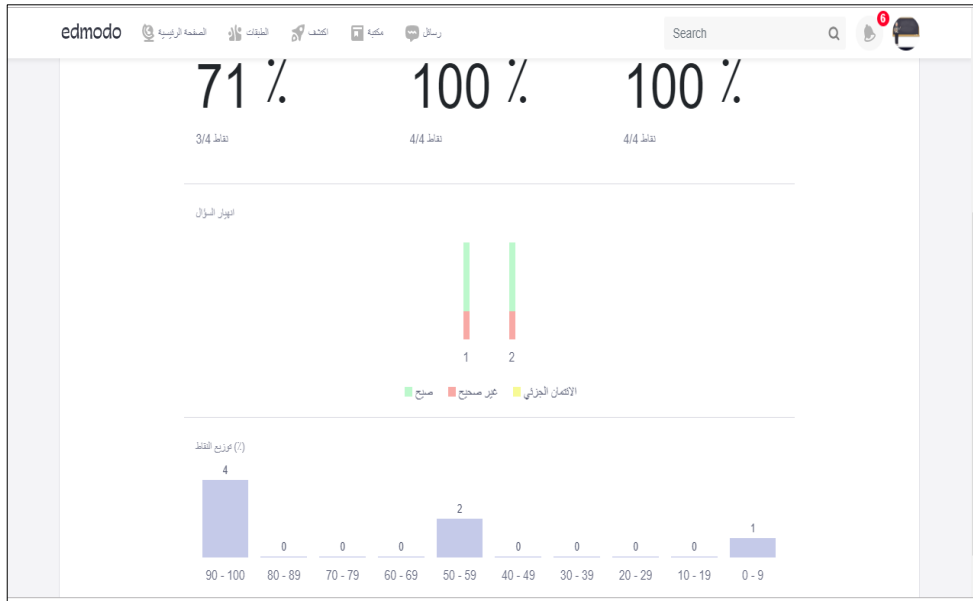 edmodo الصفحة الرئيسية الطبقات اكتشف مكتبة رسائل Search 6
71 ٪ 100 ٪ 100 ٪
3/4 نقاط 4/4 نقاط 4/4 نقاط
انهيار السؤال
1 2
صيح غير صحيح الائتمان الجزئي
توزيع النقاط (٪)
4 0 0 0 2 0 0 0 0 1
90 - 100 80 - 89 70 - 79 60 - 69 50 - 59 40 - 49 30 - 39 20 - 29 10 - 19 0 - 9